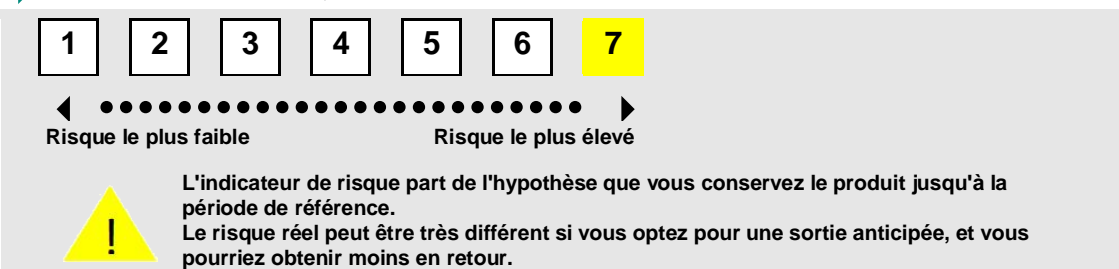 1 2 3 4 5 6 7
Risque le plus faible Risque le plus élevé
L'indicateur de risque part de l'hypothèse que vous conservez le produit jusqu'à la
période de référence.
!
Le risque réel peut être très différent si vous optez pour une sortie anticipée, et vous
pourriez obtenir moins en retour.